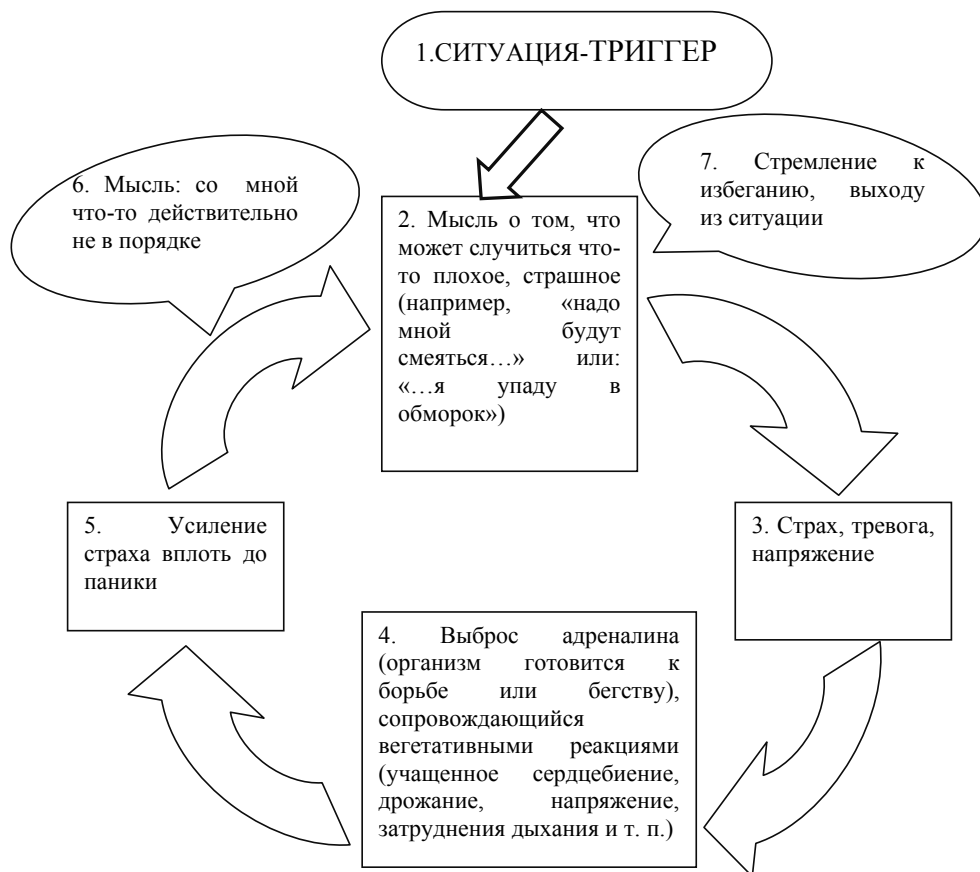 1.СИТУАЦИЯ-ТРИГГЕР
6. Мысль: со мной
что-то действительно
не в порядке
7. Стремление к
избеганию, выходу
из ситуации
2. Мысль о том, что
может случиться что-
то плохое, страшное
(например, «надо
мной будут
смеяться…» или:
«…я упаду в
обморок»)
5. Усиление
страха вплоть до
паники
3. Страх, тревога,
напряжение
4. Выброс адреналина
(организм готовится к
борьбе или бегству),
сопровождающийся
вегетативными реакциями
(учащенное сердцебиение,
дрожание, напряжение,
затруднения дыхания и т. п.)